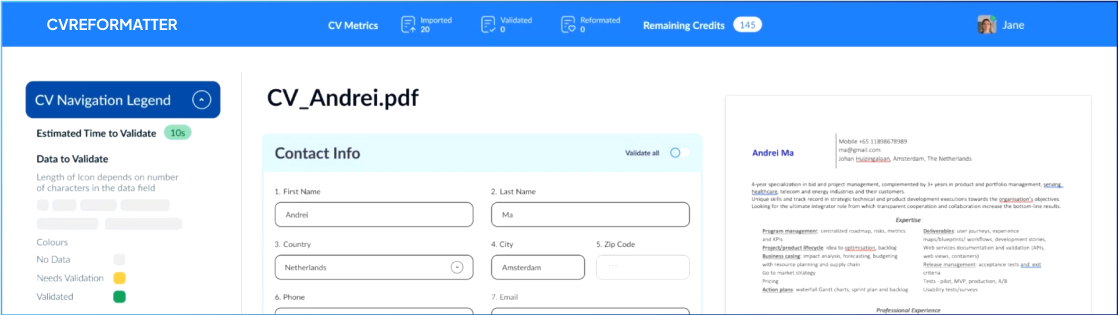 CVREFORMATTER
CV Metrics
Imported
20
Validated
0
Reformated
0
Remaining Credits
145
Jane
CV Navigation Legend
Estimated Time to Validate 10s
Data to Validate
Length of Icon depends on number
of characters in the data field
Colours
No Data
Needs Validation
Validated
CV_Andrei.pdf
Contact Info
Validate all
1. First Name
Andrei
2. Last Name
Ma
3. Country
Netherlands
4. City
Amsterdam
5. Zip Code
6. Phone
7. Email
Andrei Ma
Mobile +65 11898678989
ma@gmail.com
Johan Huizingalaan, Amsterdam, The Netherlands
4-year specialization in bid and project management, complemented by 3+ years in product and portfolio management, serving
healthcare, telecom and energy industries and their customers.
Unique skills and track record in strategic technical and product development executions towards the organisation's objectives.
Looking for the ultimate integrator role from which transparent cooperation and collaboration increase the bottom-line results.
Expertise:
Program management: centralized roadmap, risks, metrics
and KPIs
Project/product lifecycle: idea to optimisation, backlog
Business casing: impact analysis, forecasting, budgeting
with resource planning and supply chain
Go to market strategy
Pricing
Action plans: waterfall Gantt charts, sprint plan and backlog
Deliverables: user journeys, experience
maps/blueprints/ workflows, development stories,
Web services documentation and validation (APIs,
web views, containers)
Release management: acceptance tests and exit
criteria
Tests - pilot, MVP, production, A/B
Usability tests/surveys
Professional Experience